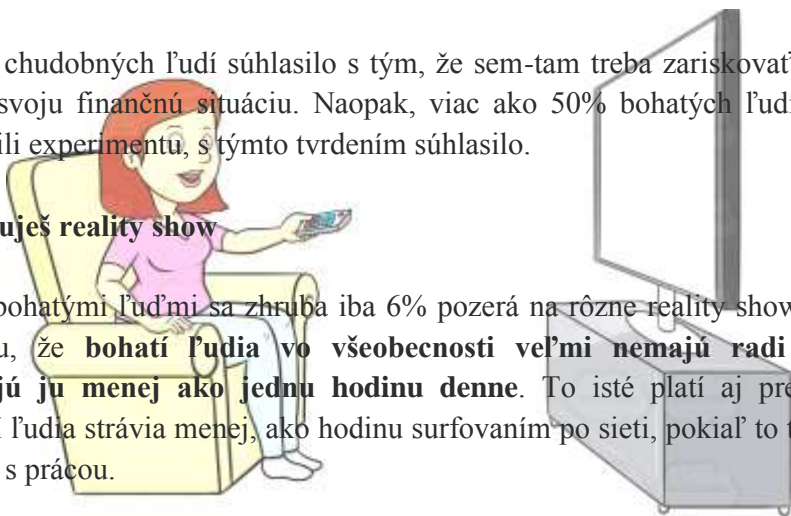 chudobných ľudí súhlasilo s tým, že sem-tam treba zariskovať
svoju finančnú situáciu. Naopak, viac ako 50% bohatých ľudí
ili experimentu, s týmto tvrdením súhlasilo.
uješ reality show
bohatými ľuďmi sa zhruba iba 6% pozerá na rôzne reality show
u, že bohatí ľudia vo všeobecnosti veľmi nemajú radi
jú ju menej ako jednu hodinu denne. To isté platí aj pre
ľudia strávia menej, ako hodinu surfovaním po sieti, pokiaľ to
s prácou.